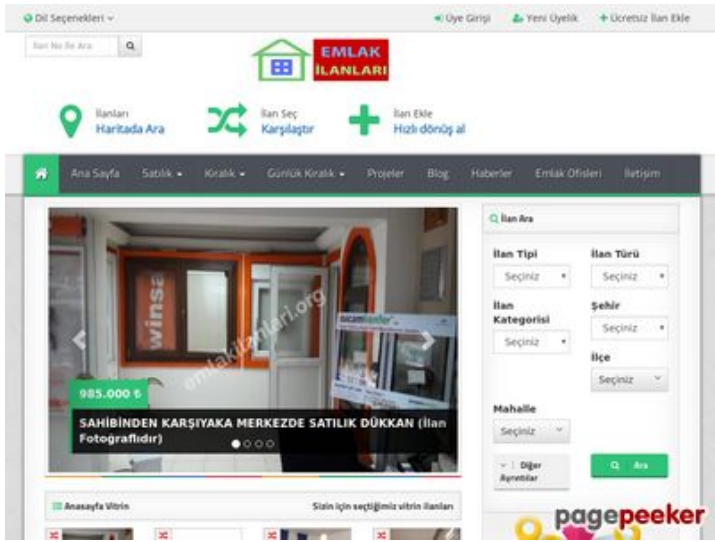 Dil Seçenekleri
Üye Girişi
Yeni Üyelik
Ücretsiz İlan Ekle
İlan No İle Ara
EMLAK
İLANLARI
İlanları
Haritada Ara
İlan Seç
Karşılaştır
İlan Ekle
Hızlı dönüş al
Ana Sayfa
Satılık
Kiralık
Günlük Kiralık
Projeler
Blog
Haberler
Emlak Ofisleri
İletişim
winsa
emlakilanlari.org
985.000 ₺
SAHİBİNDEN KARŞIYAKA MERKEZDE SATILIK DÜKKAN (İlan
Fotoğraflıdır)
İlan Ara
İlan Tipi
Seçiniz
İlan Türü
Seçiniz
İlan
Kategorisi
Seçiniz
Şehir
Seçiniz
İlçe
Seçiniz
Mahalle
Seçiniz
Diğer
Ayrıntılar
Ara
Anasayfa Vitrin
Sizin için seçtiğimiz vitrin ilanları
pagepeeker